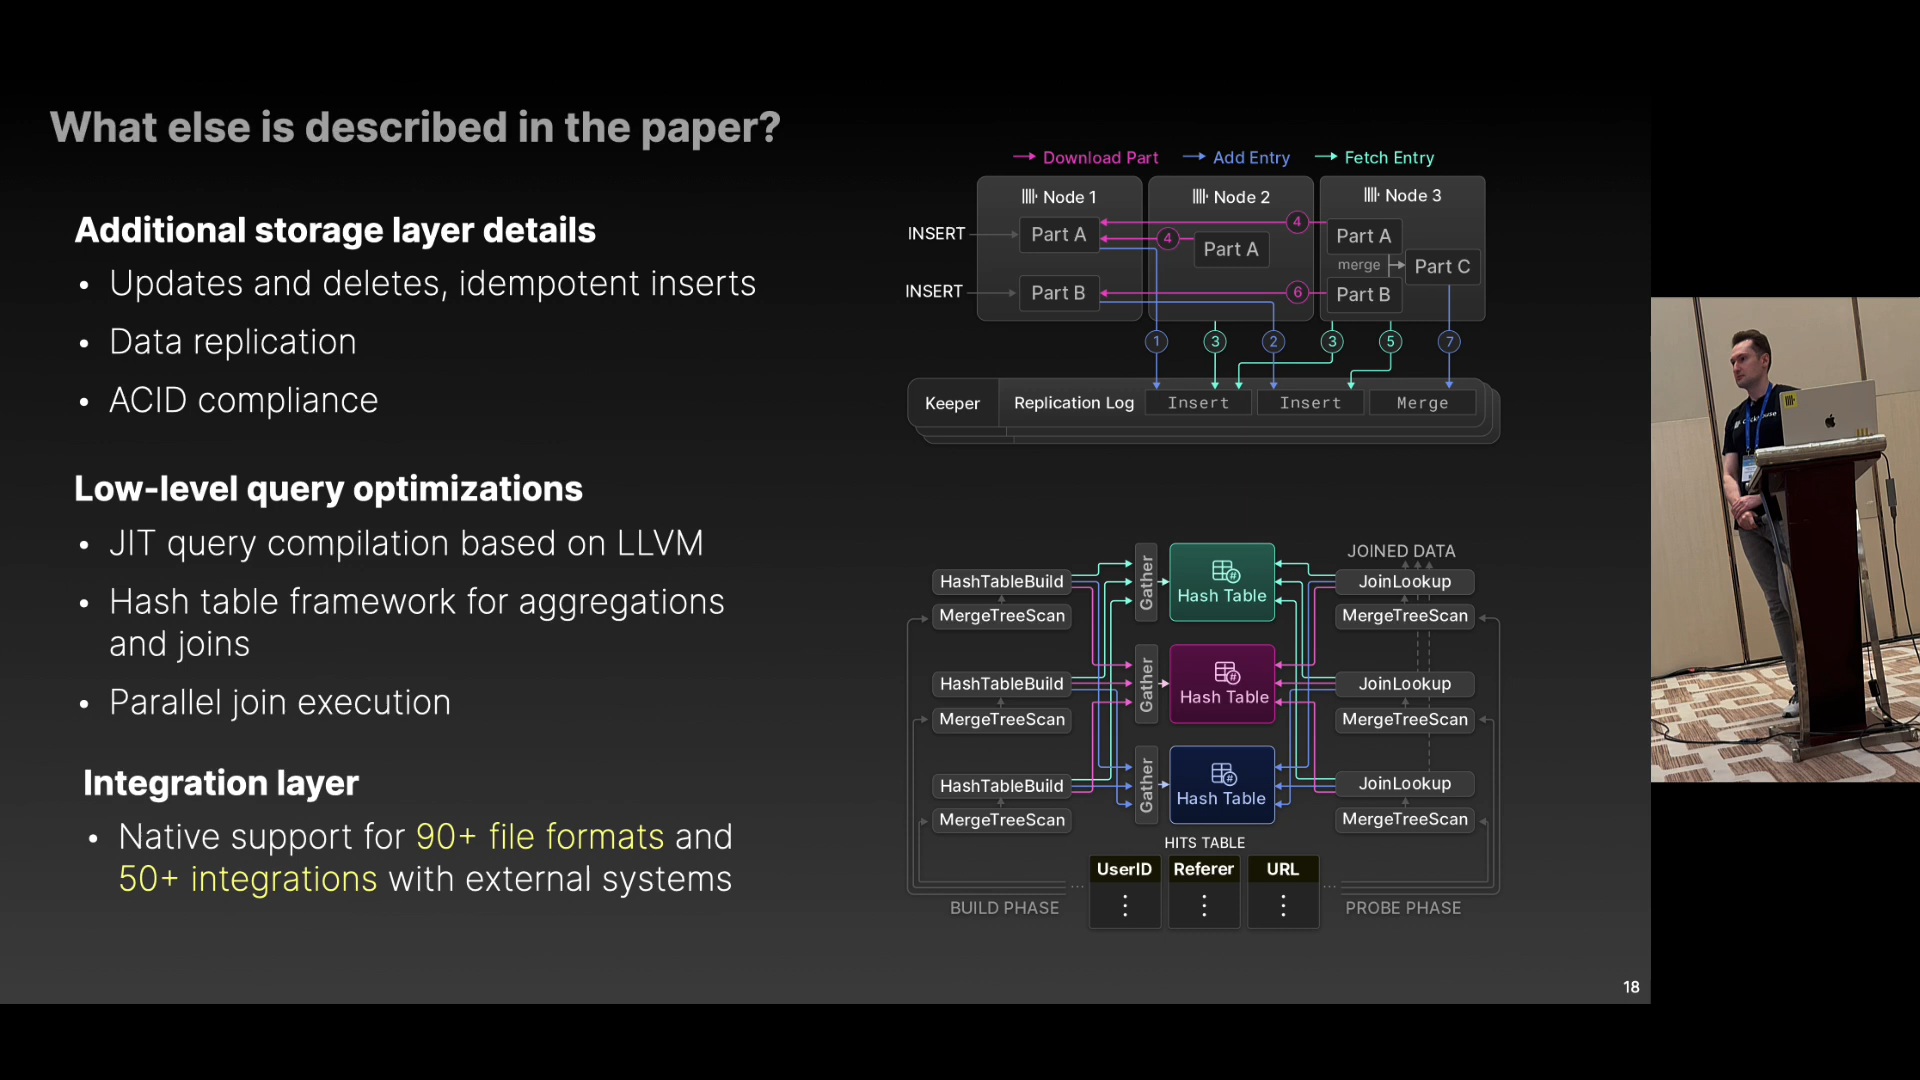 What else is described in the paper?
Additional storage layer details
• Updates and deletes, idempotent inserts
• Data replication
• ACID compliance
Low-level query optimizations
• JIT query compilation based on LLVM
• Hash table framework for aggregations
and joins
• Parallel join execution
Integration layer
• Native support for 90+ file formats and
50+ integrations with external systems
Download Part Add Entry Fetch Entry
Node 1 Node 2 Node 3
INSERT Part A 4 4 Part A Part A
merge Part C
INSERT Part B 6 Part B
1 3 2 3 5 7
Keeper Replication Log Insert Insert Merge
JOINED DATA
HashTableBuild Gather Hash Table JoinLookup
MergeTreeScan MergeTreeScan
HashTableBuild Gather Hash Table JoinLookup
MergeTreeScan MergeTreeScan
HashTableBuild Gather Hash Table JoinLookup
MergeTreeScan MergeTreeScan
HITS TABLE
UserID Referer URL
BUILD PHASE PROBE PHASE
18